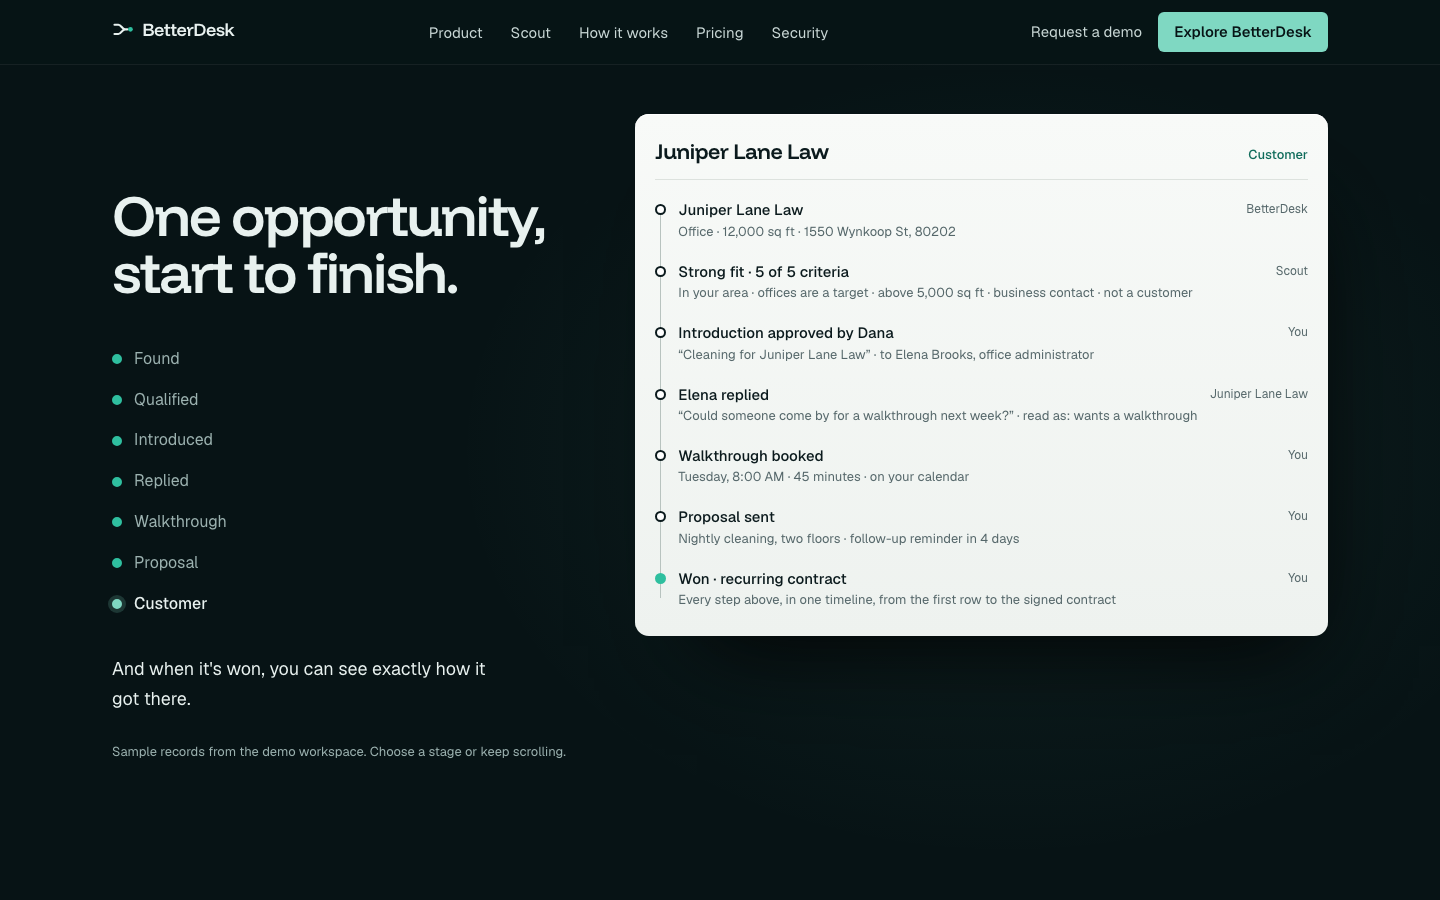 BetterDesk
Product
Scout
How it works
Pricing
Security
Request a demo
Explore BetterDesk
One opportunity,
start to finish.
Found
Qualified
Introduced
Replied
Walkthrough
Proposal
Customer
And when it's won, you can see exactly how it
got there.
Sample records from the demo workspace. Choose a stage or keep scrolling.
Juniper Lane Law
Customer
Juniper Lane Law
BetterDesk
Office · 12,000 sq ft · 1550 Wynkoop St, 80202
Strong fit · 5 of 5 criteria
Scout
In your area · offices are a target · above 5,000 sq ft · business contact · not a customer
Introduction approved by Dana
You
“Cleaning for Juniper Lane Law” · to Elena Brooks, office administrator
Elena replied
Juniper Lane Law
“Could someone come by for a walkthrough next week?” · read as: wants a walkthrough
Walkthrough booked
You
Tuesday, 8:00 AM · 45 minutes · on your calendar
Proposal sent
You
Nightly cleaning, two floors · follow-up reminder in 4 days
Won · recurring contract
You
Every step above, in one timeline, from the first row to the signed contract